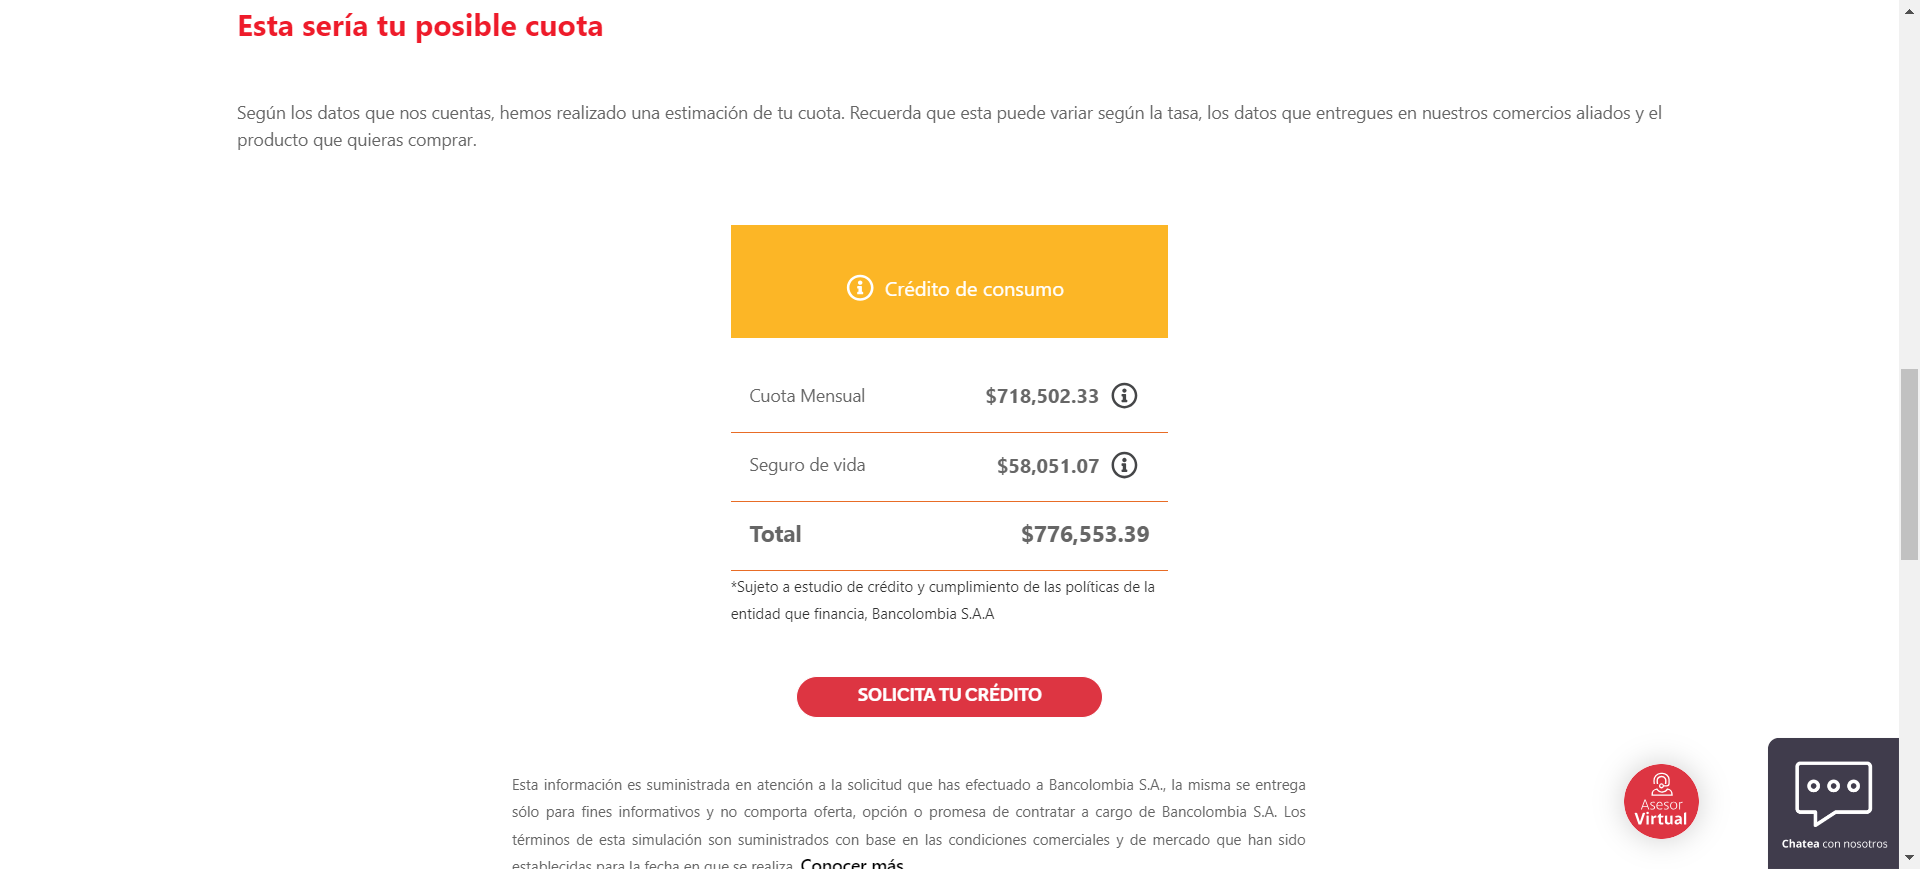 Esta sería tu posible cuota
Según los datos que nos cuentas, hemos realizado una estimación de tu cuota. Recuerda que esta puede variar según la tasa, los datos que entregues en nuestros comercios aliados y el
producto que quieras comprar.
Crédito de consumo
Cuota Mensual $718,502.33
Seguro de vida $58,051.07
Total $776,553.39
*Sujeto a estudio de crédito y cumplimiento de las políticas de la
entidad que financia, Bancolombia S.A.A
SOLICITA TU CRÉDITO
Esta información es suministrada en atención a la solicitud que has efectuado a Bancolombia S.A., la misma se entrega
sólo para fines informativos y no comporta oferta, opción o promesa de contratar a cargo de Bancolombia S.A. Los
términos de esta simulación son suministrados con base en las condiciones comerciales y de mercado que han sido
establecidas para la fecha en que se realiza. Conocer más
Asesor
Virtual
Chatea con nosotros